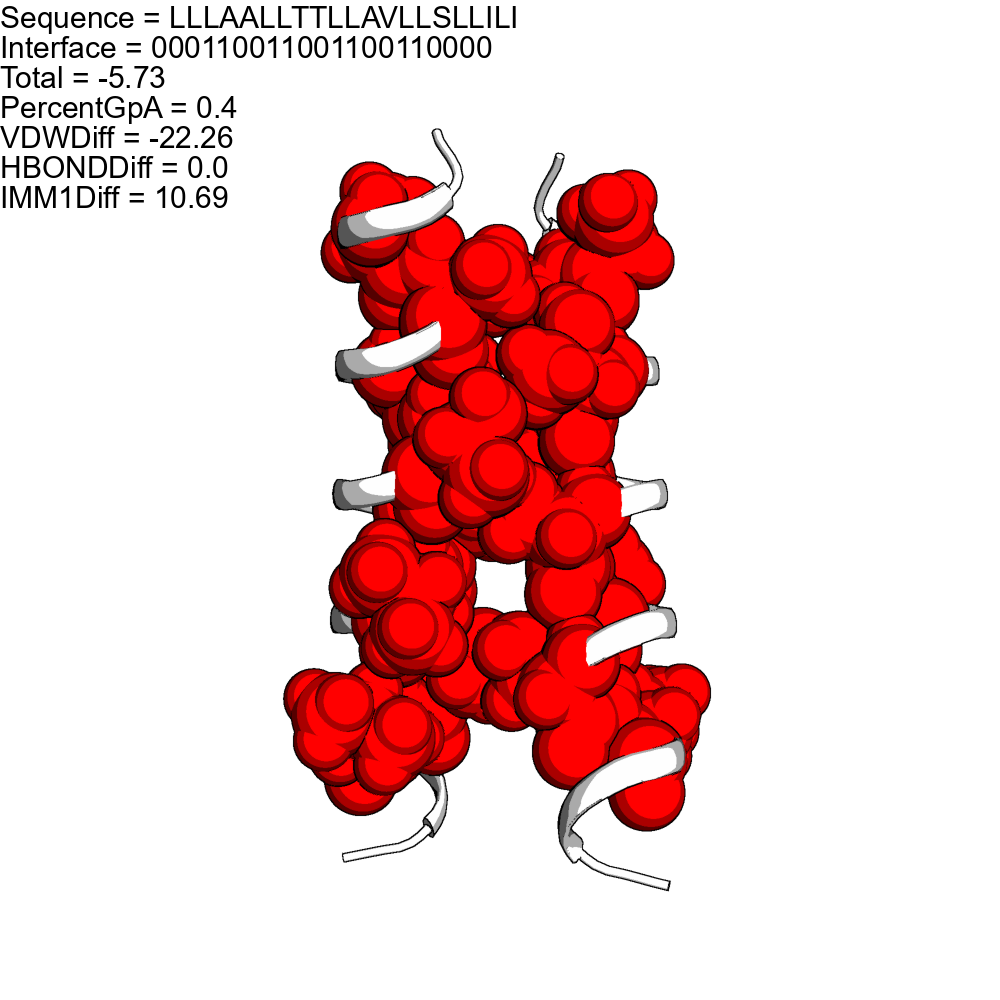 Sequence = LLLAALLTTLLAVLLSLLILI
Interface = 000110011001100110000
Total = -5.73
PercentGpA = 0.4
VDWDiff = -22.26
HBONDDiff = 0.0
IMM1Diff = 10.69